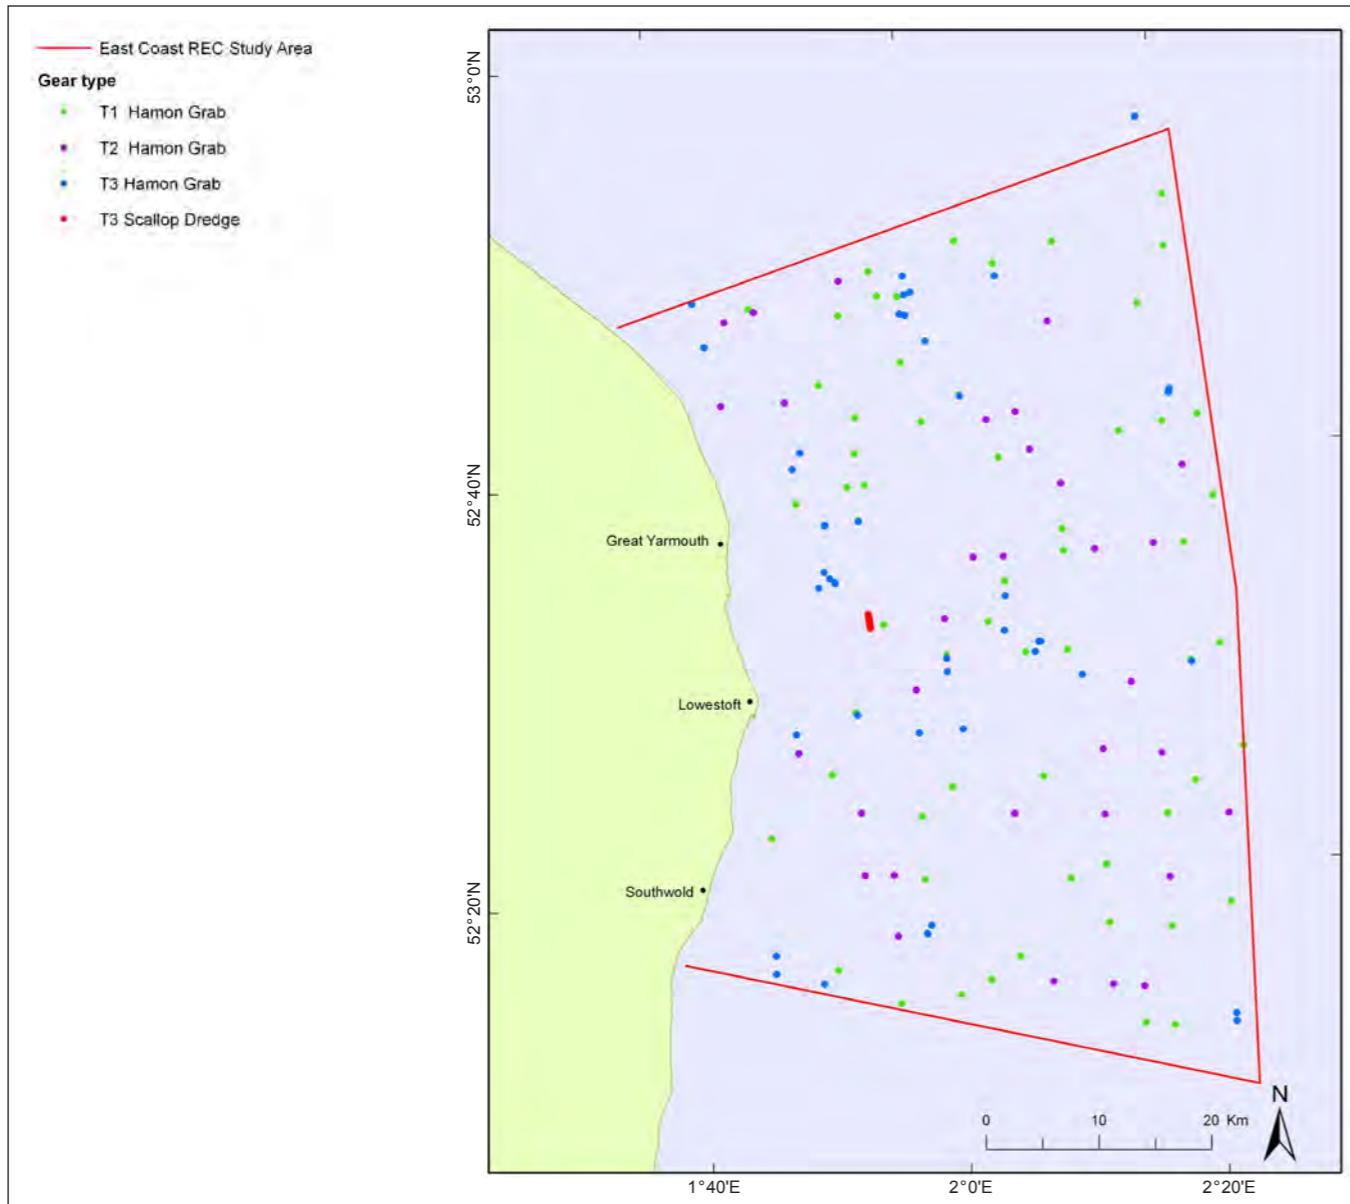 East Coast REC Study Area
Gear type
T1 Hamon Grab
T2 Hamon Grab
T3 Hamon Grab
T3 Scallop Dredge
53°0'N
52°40'N
Great Yarmouth
Lowestoft
52°20'N
Southwold
N
0 10 20 Km
1°40'E 2°0'E 2°20'E